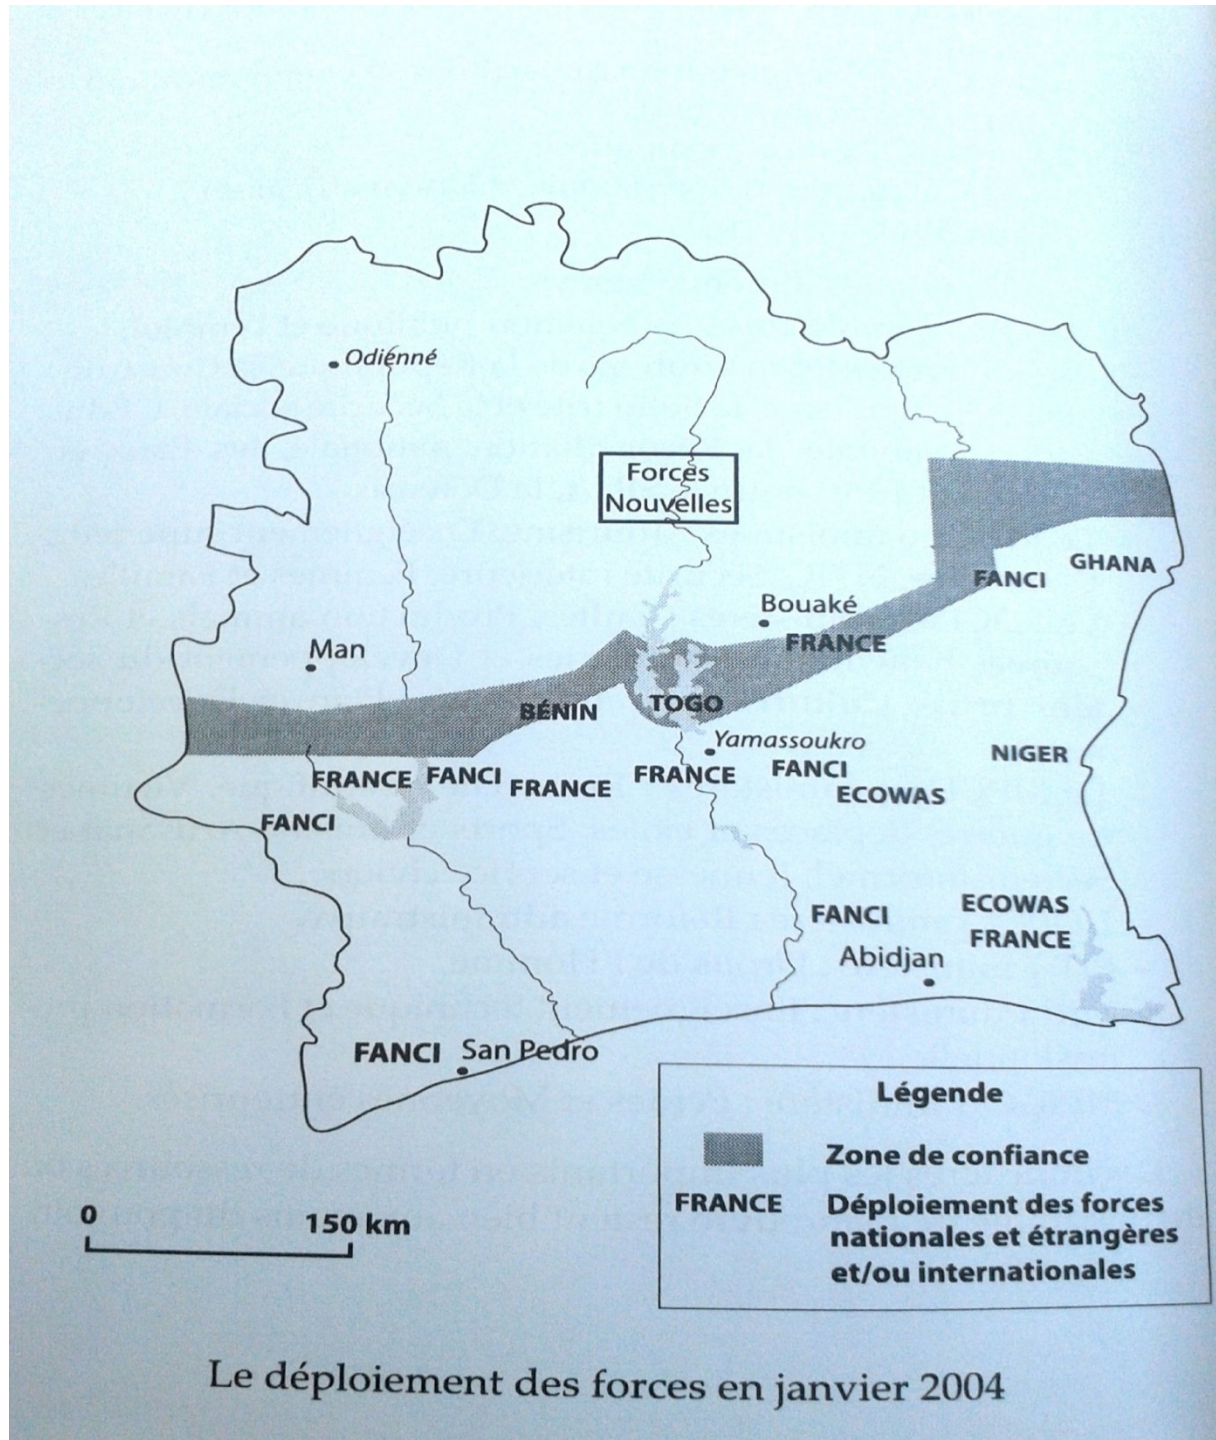 Odiénné
Forces
Nouvelles
GHANA
FANCI
Bouaké
FRANCE
Man
BÉNIN
TOGO
Yamassoukro
NIGER
FRANCE
FANCI
FRANCE
FRANCE
FANCI
ECOWAS
FANCI
ECOWAS
FANCI
FRANCE
Abidjan
FANCI
San Pedro
Légende
Zone de confiance
FRANCE
Déploiement des forces
nationales et étrangères
et/ou internationales
0
150 km
Le déploiement des forces en janvier 2004